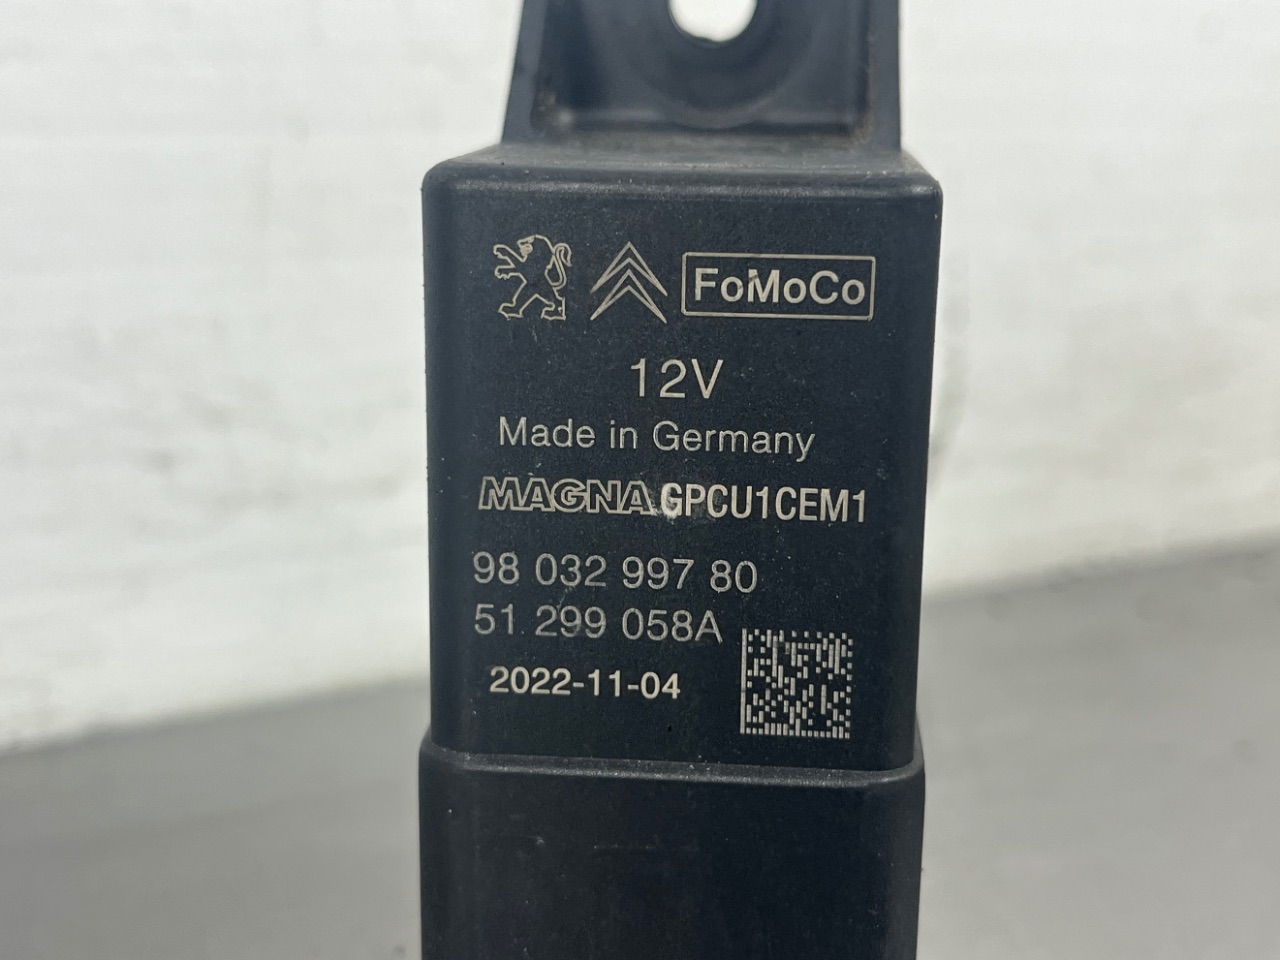 FoMoCo
12V
Made in Germany
MAGNA GPCU1CEM1
98 032 997 80
51 299 058A
2022-11-04